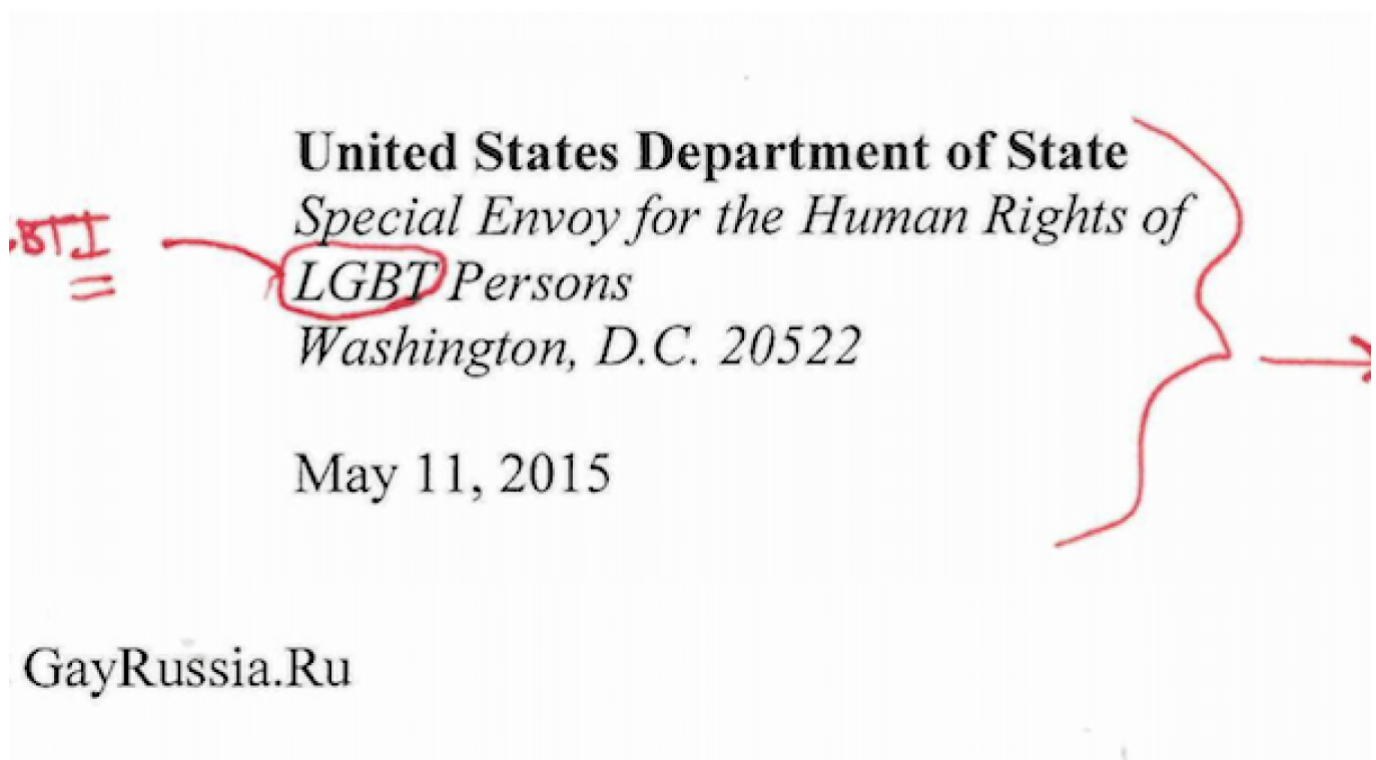 United States Department of State
Special Envoy for the Human Rights of
BTI
LGBT Persons
Washington, D.C. 20522
May 11, 2015
GayRussia.Ru